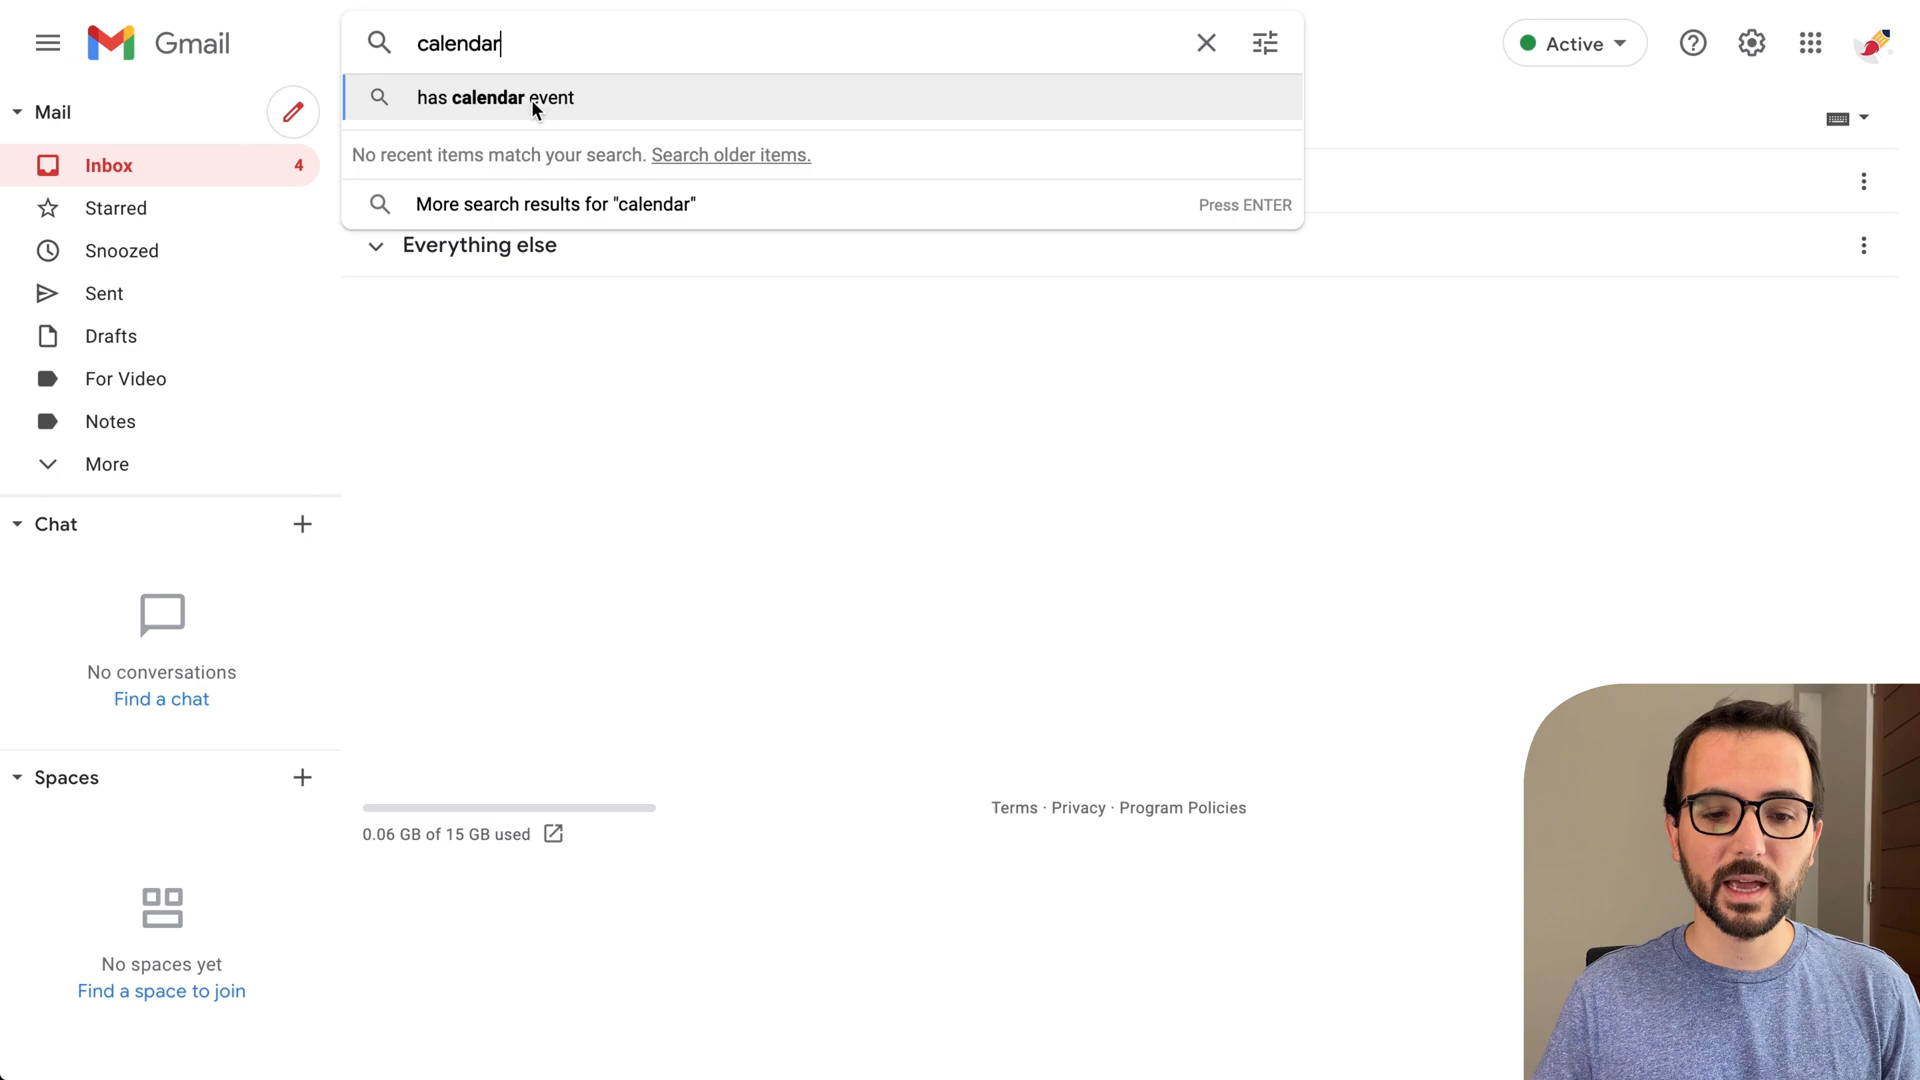 Gmail
calendar
Active
has calendar event
No recent items match your search. Search older items.
More search results for "calendar"
Press ENTER
Everything else
Mail
Inbox
4
Starred
Snoozed
Sent
Drafts
For Video
Notes
More
Chat
No conversations
Find a chat
Spaces
No spaces yet
Find a space to join
0.06 GB of 15 GB used
Terms · Privacy · Program Policies